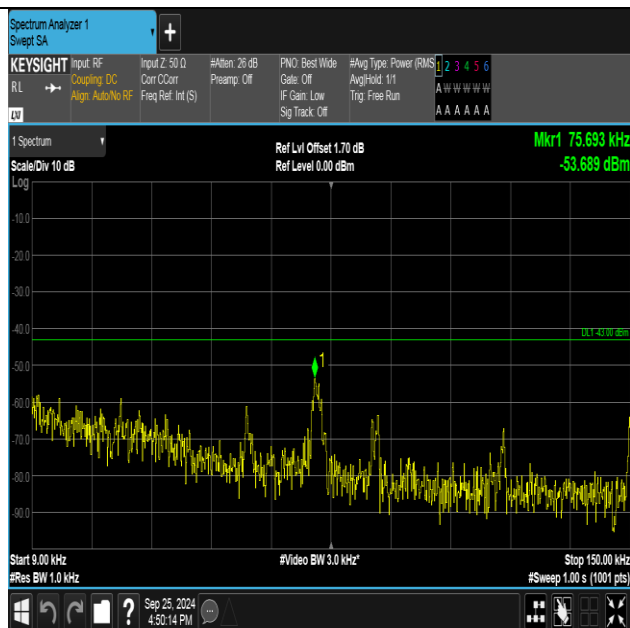 Spectrum Analyzer 1
Swept SA
+
KEYSIGHT
RL
LXI
Input: RF
Coupling: DC
Align: Auto/No RF
Input Z: 50 Ω
Corr CCorr
Freq Ref: Int (S)
#Atten: 26 dB
Preamp: Off
PNO: Best Wide
Gate: Off
IF Gain: Low
Sig Track: Off
#Avg Type: Power (RMS
Avg|Hold: 1/1
Trig: Free Run
1 2 3 4 5 6
A W W W W W
A A A A A A
1 Spectrum
Scale/Div 10 dB
Ref Lvl Offset 1.70 dB
Ref Level 0.00 dBm
Mkr1 75.693 kHz
-53.689 dBm
Log
-10.0
-20.0
-30.0
-40.0
DL1 -43.00 dBm
-50.0
1
-60.0
-70.0
-80.0
-90.0
Start 9.00 kHz
#Video BW 3.0 kHz*
Stop 150.00 kHz
#Res BW 1.0 kHz
#Sweep 1.00 s (1001 pts)
?
Sep 25, 2024
4:50:14 PM